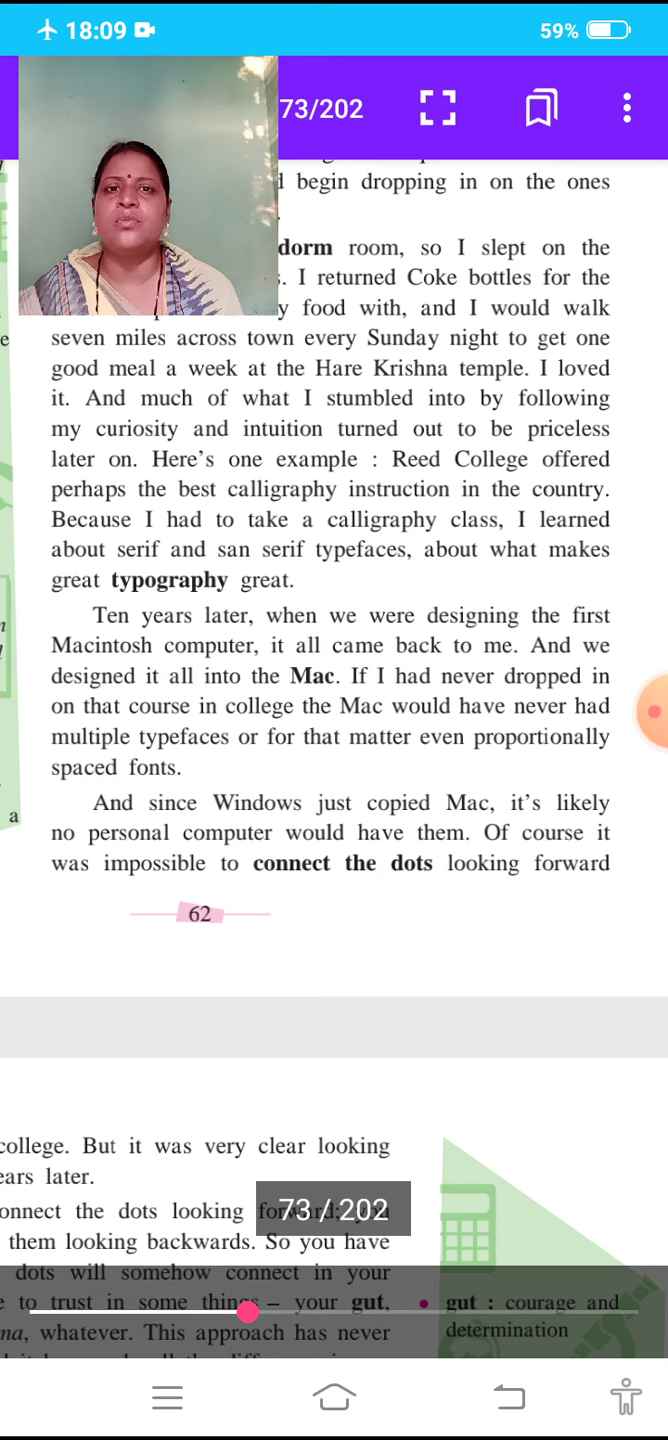 18:09
59%
73/202
begin dropping in on the ones
dorm room, so I slept on the
. I returned Coke bottles for the
y food with, and I would walk
seven miles across town every Sunday night to get one
good meal a week at the Hare Krishna temple. I loved
it. And much of what I stumbled into by following
my curiosity and intuition turned out to be priceless
later on. Here's one example : Reed College offered
perhaps the best calligraphy instruction in the country.
Because I had to take a calligraphy class, I learned
about serif and san serif typefaces, about what makes
great typography great.
Ten years later, when we were designing the first
Macintosh computer, it all came back to me. And we
designed it all into the Mac. If I had never dropped in
on that course in college the Mac would have never had
multiple typefaces or for that matter even proportionally
spaced fonts.
a
And since Windows just copied Mac, it's likely
no personal computer would have them. Of course it
was impossible to connect the dots looking forward
62
college. But it was very clear looking
ears later.
onnect the dots looking forward; you
73 / 202
them looking backwards. So you have
dots will somehow connect in your
e to trust in some things – your gut,
na, whatever. This approach has never
• gut : courage and
determination